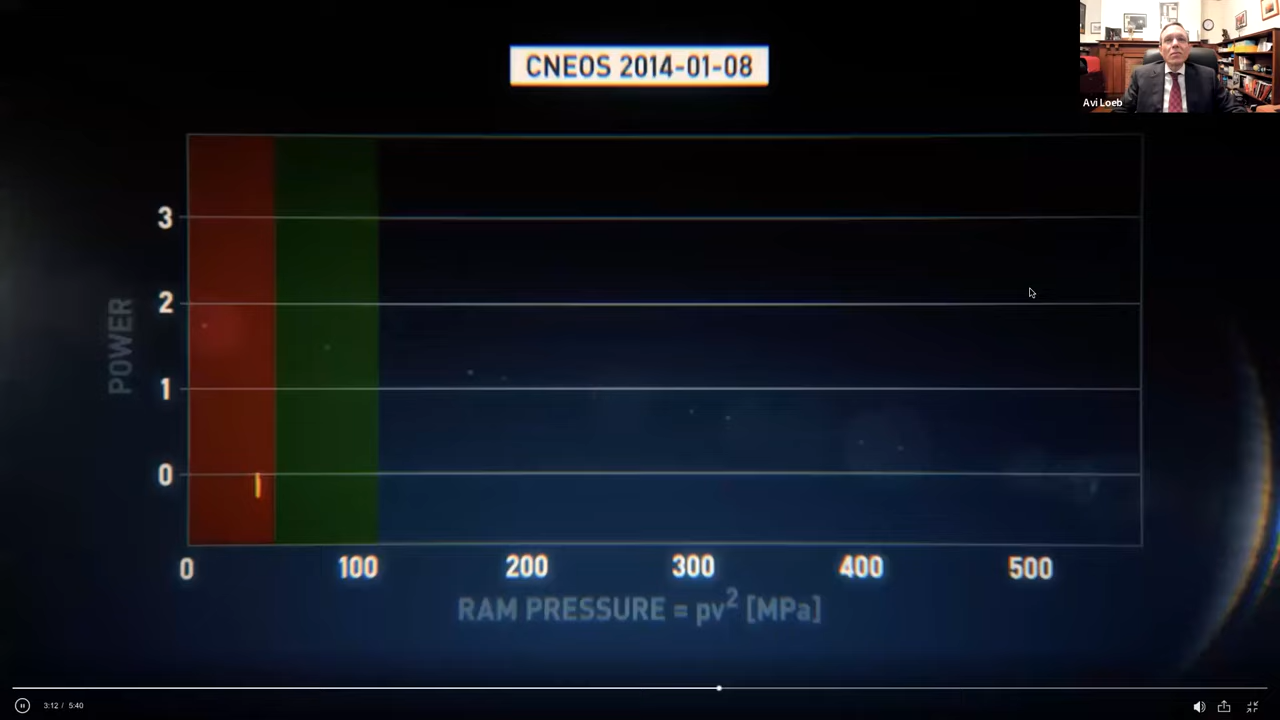 CNEOS 2014-01-08
Avi Loeb
3
2
1
0
POWER
0 100 200 300 400 500
RAM PRESSURE = pv² [MPa]
3:12 / 5:40